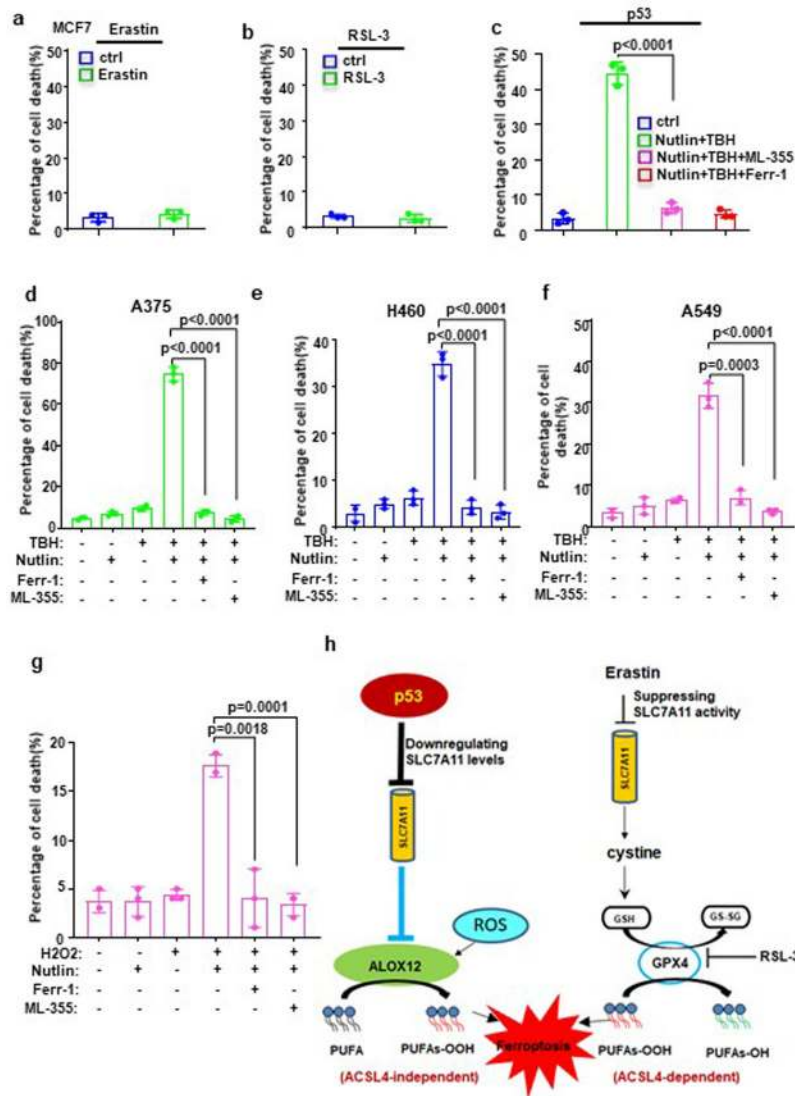 a
MCF7 Erastin
ctrl
Erastin
Percentage of cell death(%)
50
40
30
20
10
0
b
RSL-3
ctrl
RSL-3
Percentage of cell death(%)
50
40
30
20
10
0
c
p53
p<0.0001
ctrl
Nutlin+TBH
Nutlin+TBH+ML-355
Nutlin+TBH+Ferr-1
Percentage of cell death(%)
50
40
30
20
10
0
d
A375
p<0.0001
p<0.0001
Percentage of cell death(%)
100
80
60
40
20
0
TBH: - - + + + +
Nutlin: - + - + + +
Ferr-1: - - - - + -
ML-355: - - - - - +
e
H460
p<0.0001
p<0.0001
Percentage of cell death(%)
40
30
20
10
0
TBH: - - + + + +
Nutlin: - + - + + +
Ferr-1: - - - - + -
ML-355: - - - - - +
f
A549
p<0.0001
p=0.0003
Percentage of cell
death(%)
50
40
30
20
10
0
TBH: - - + + + +
Nutlin: - + - + + +
Ferr-1: - - - - + -
ML-355: - - - - - +
g
p=0.0001
p=0.0018
Percentage of cell death(%)
20
15
10
5
0
H2O2: - - + + + +
Nutlin: - + - + + +
Ferr-1: - - - - + -
ML-355: - - - - - +
h
p53
Downregulating
SLC7A11 levels
SLC7A11
ROS
ALOX12
PUFA
PUFAs-OOH
(ACSL4-independent)
Ferroptosis
Erastin
Suppressing
SLC7A11 activity
SLC7A11
cystine
GSH
GS-SG
GPX4
RSL-3
PUFAs-OOH
PUFAs-OH
(ACSL4-dependent)